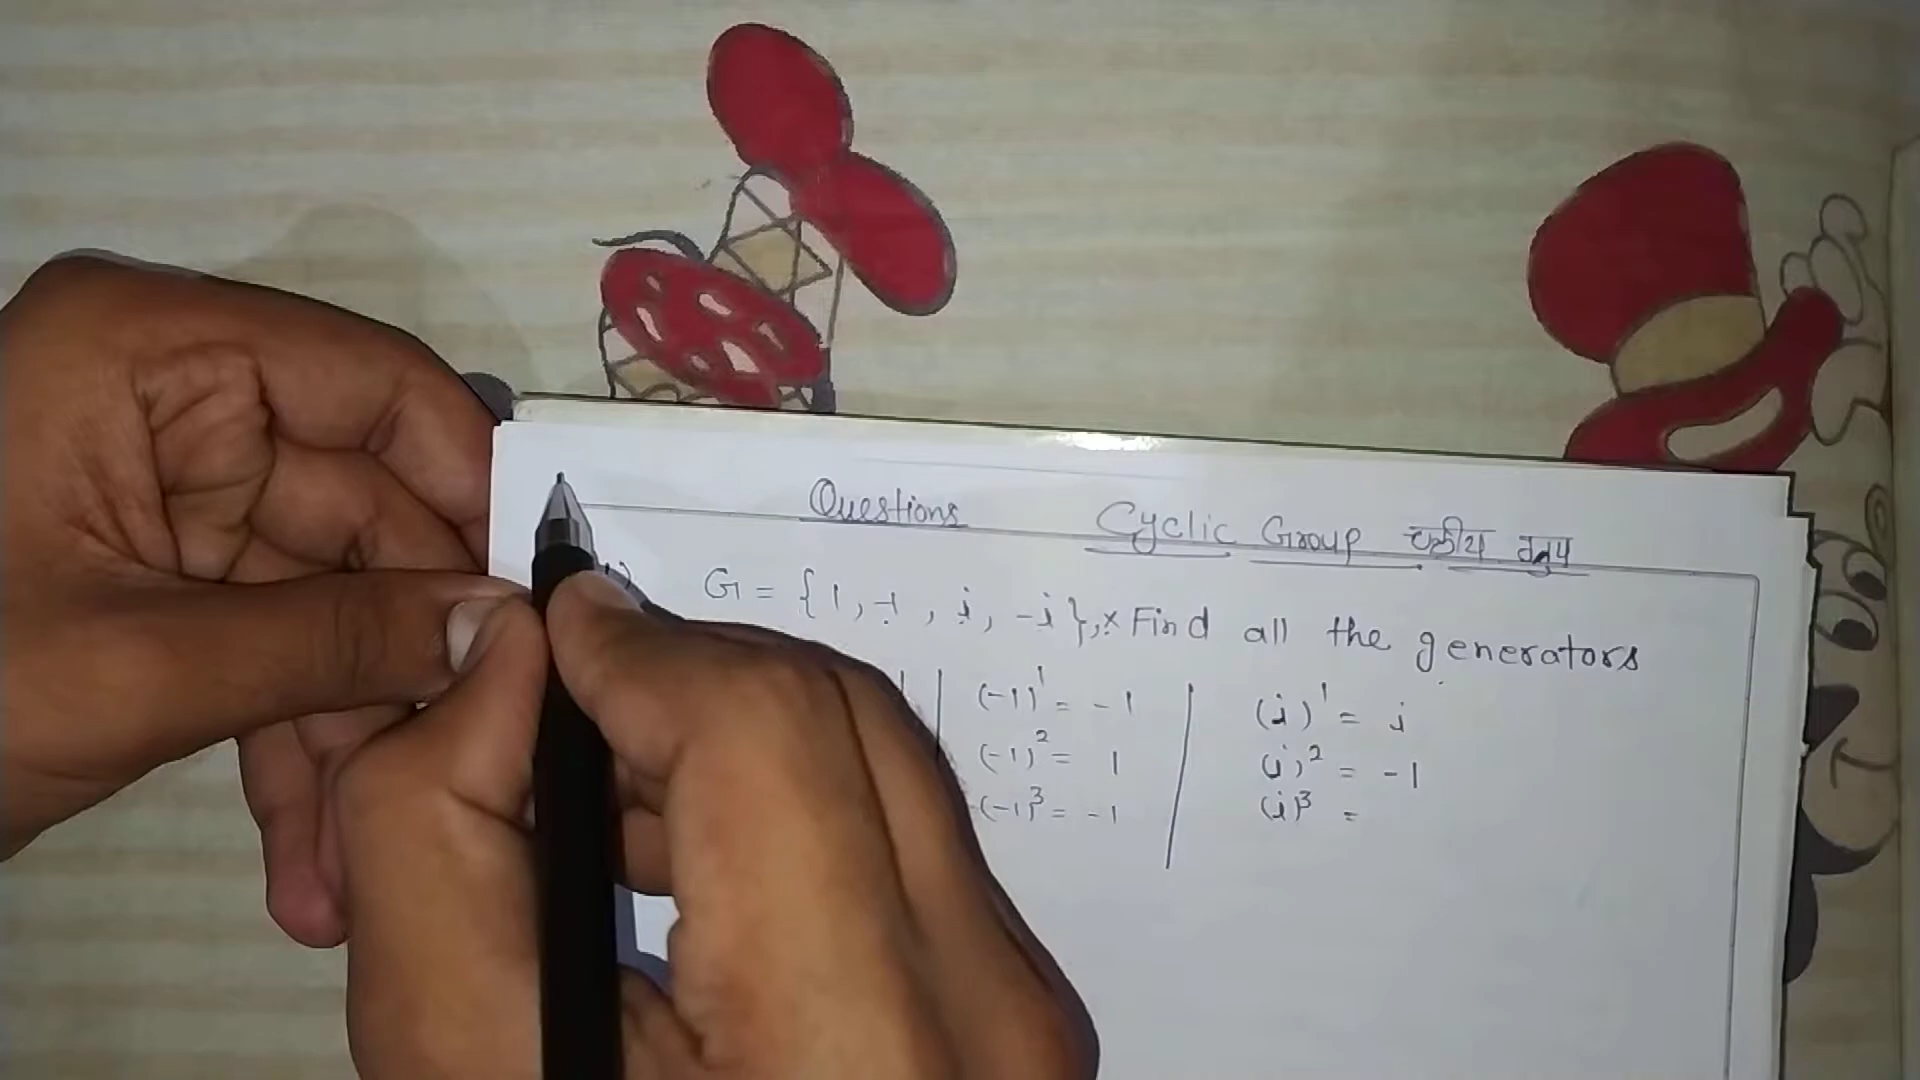 Questions Cyclic Group चक्रीय समूह
G = {1, -1, i, -i},x Find all the generators
(-1)¹ = -1 (i)¹ = i
(-1)² = 1 (i)² = -1
(-1)³ = -1 (i)³ =